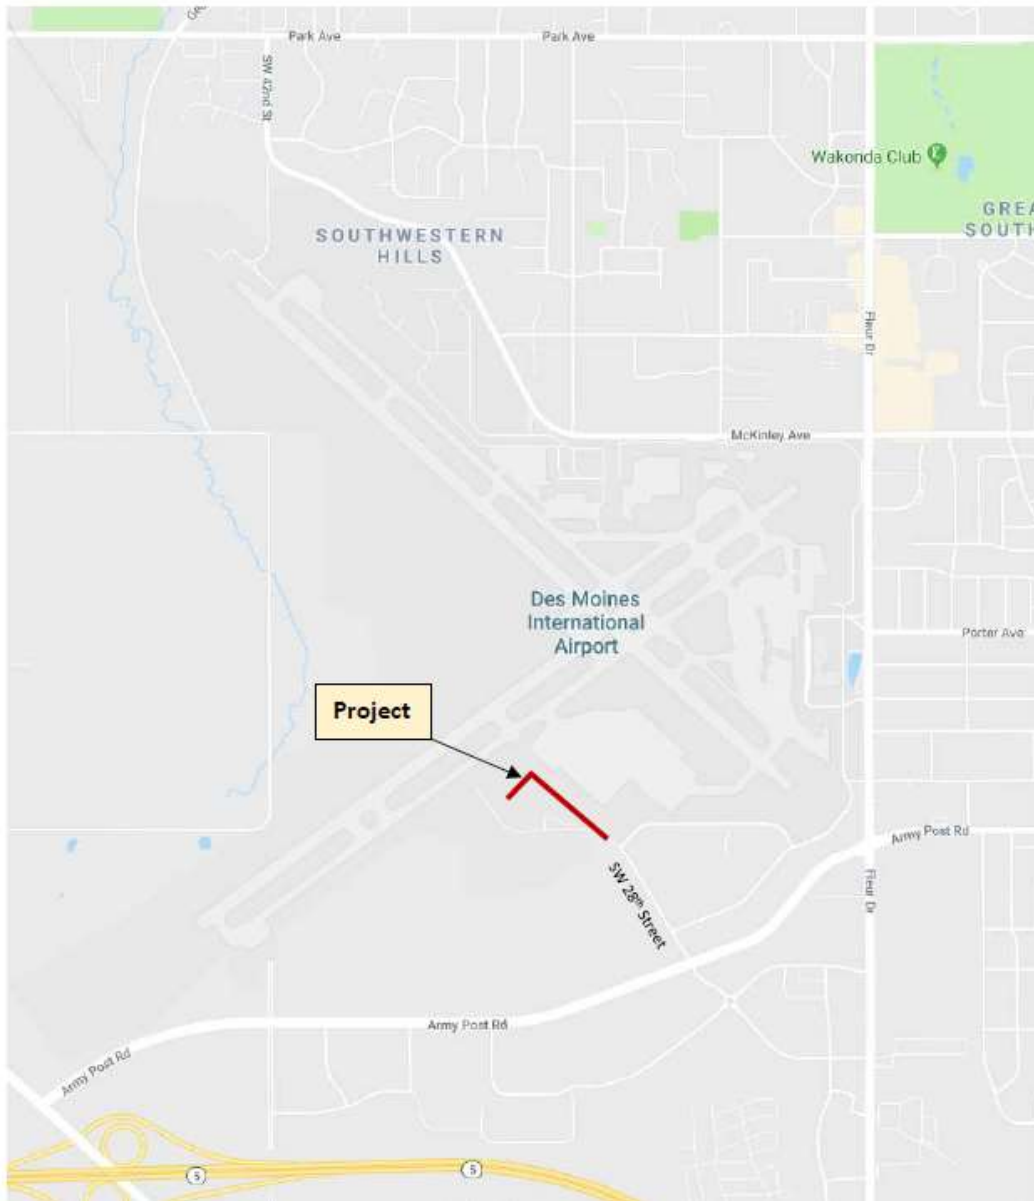 Park Ave
Park Ave
SW 42nd St
Wakonda Club
SOUTHWESTERN
HILLS
Fleur Dr
McKinley Ave
Des Moines
International
Airport
Porter Ave
Project
Army Post Rd
SW 28th Street
Fleur Dr
Army Post Rd
Army Post Rd
5
5